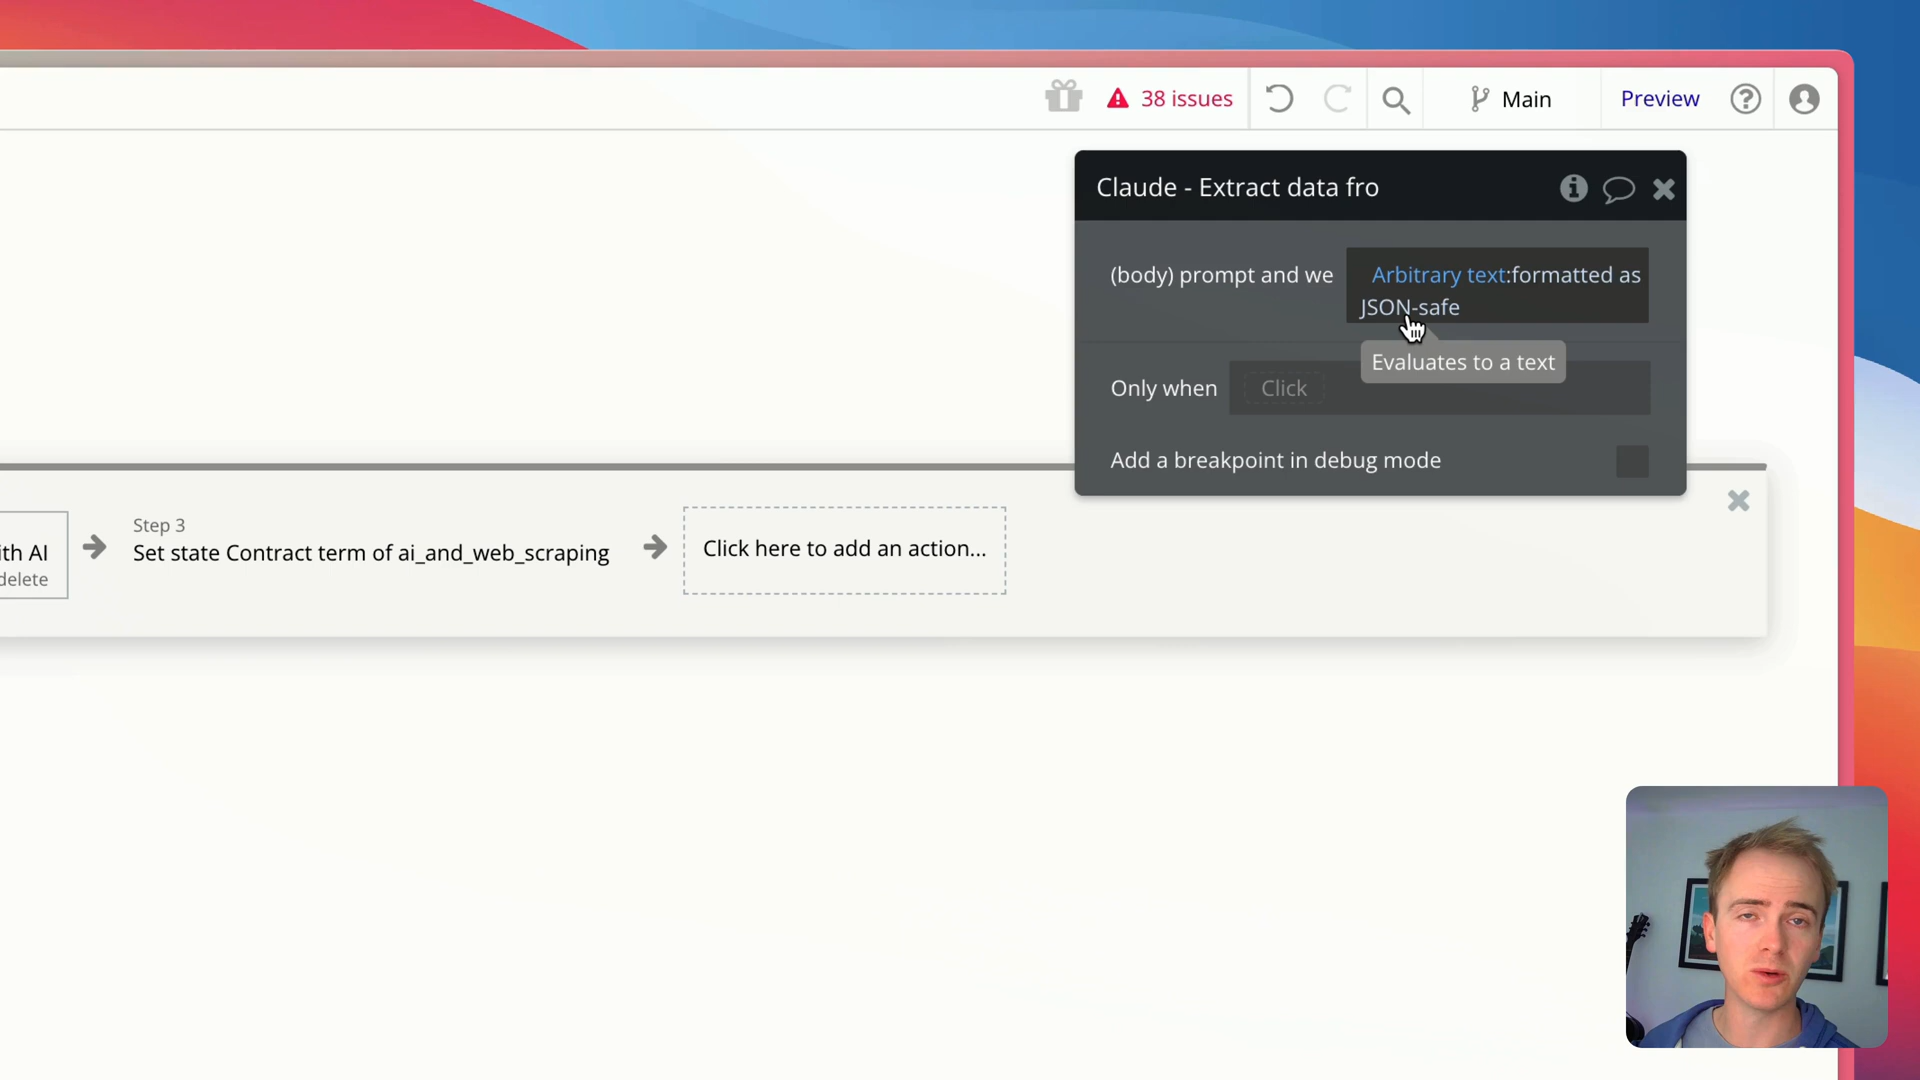 38 issues
Main
Preview
Claude - Extract data fro
(body) prompt and we
Arbitrary text:formatted as
JSON-safe
Evaluates to a text
Only when
Click
Add a breakpoint in debug mode
ith AI
delete
Step 3
Set state Contract term of ai_and_web_scraping
Click here to add an action...